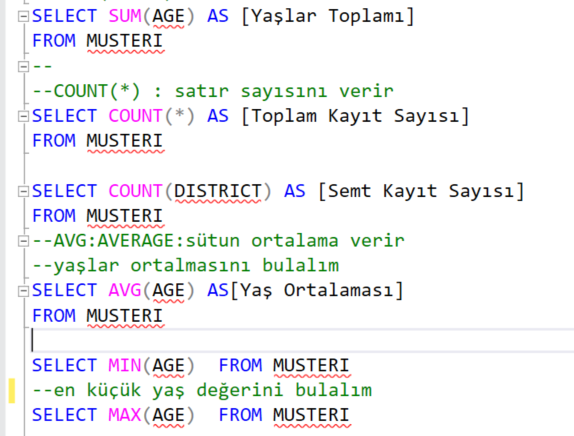 SELECT SUM(AGE) AS [Yaşlar Toplamı]
FROM MUSTERI
--
--COUNT(*) : satır sayısını verir
SELECT COUNT(*) AS [Toplam Kayıt Sayısı]
FROM MUSTERI
SELECT COUNT(DISTRICT) AS [Semt Kayıt Sayısı]
FROM MUSTERI
--AVG:AVERAGE:sütun ortalama verir
--yaşlar ortalmasını bulalım
SELECT AVG(AGE) AS[Yaş Ortalaması]
FROM MUSTERI
SELECT MIN(AGE)  FROM MUSTERI
--en küçük yaş değerini bulalım
SELECT MAX(AGE)  FROM MUSTERI